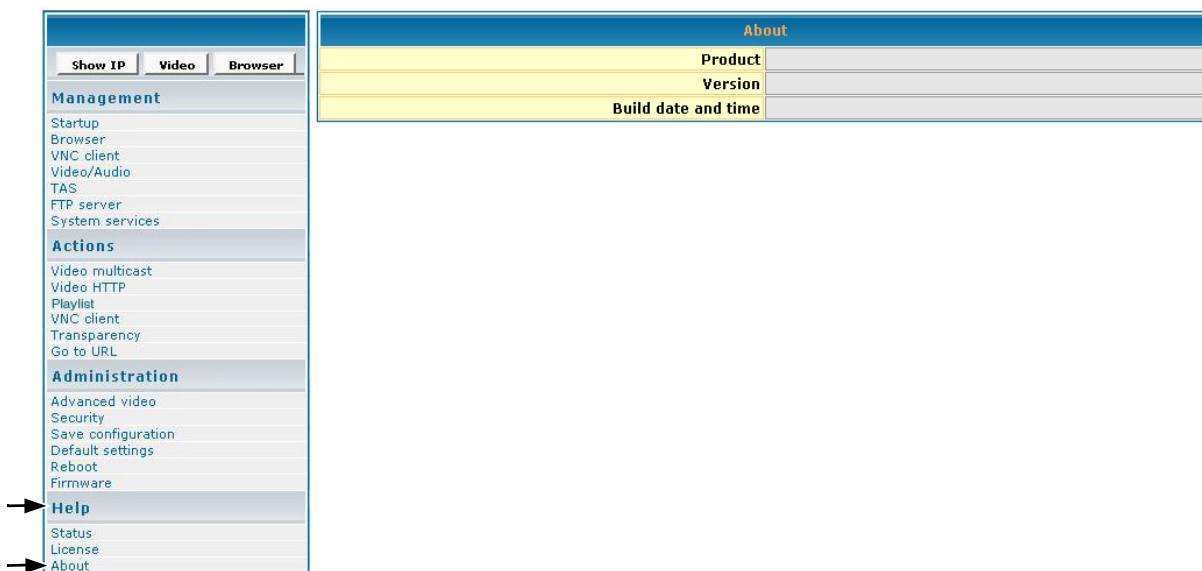 Show IP Video Browser
Management
Startup
Browser
VNC client
Video/Audio
TAS
FTP server
System services
Actions
Video multicast
Video HTTP
Playlist
VNC client
Transparency
Go to URL
Administration
Advanced video
Security
Save configuration
Default settings
Reboot
Firmware
Help
Status
License
About
About
Product
Version
Build date and time